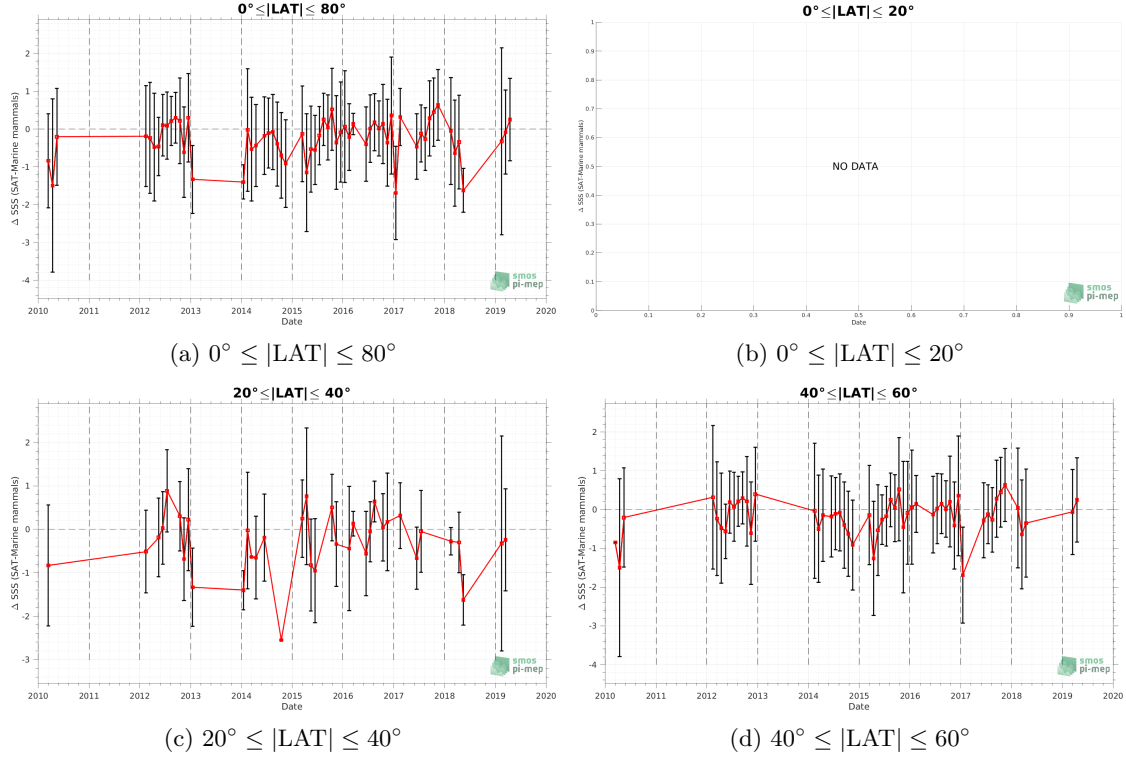 0°≤|LAT|≤ 80°
Δ SSS (SAT-Marine mammals)
2
1
0
-1
-2
-3
-4
2010 2011 2012 2013 2014 2015 2016 2017 2018 2019 2020
Date
smos
pi-mep
(a) 0° ≤ |LAT| ≤ 80°
0°≤|LAT|≤ 20°
Δ SSS (SAT-Marine mammals)
1
0.9
0.8
0.7
0.6
0.5
0.4
0.3
0.2
0.1
0
NO DATA
0 0.1 0.2 0.3 0.4 0.5 0.6 0.7 0.8 0.9 1
Date
smos
pi-mep
(b) 0° ≤ |LAT| ≤ 20°
20°≤|LAT|≤ 40°
Δ SSS (SAT-Marine mammals)
2
1
0
-1
-2
-3
2010 2011 2012 2013 2014 2015 2016 2017 2018 2019 2020
Date
smos
pi-mep
(c) 20° ≤ |LAT| ≤ 40°
40°≤|LAT|≤ 60°
Δ SSS (SAT-Marine mammals)
2
1
0
-1
-2
-3
-4
2010 2011 2012 2013 2014 2015 2016 2017 2018 2019 2020
Date
smos
pi-mep
(d) 40° ≤ |LAT| ≤ 60°